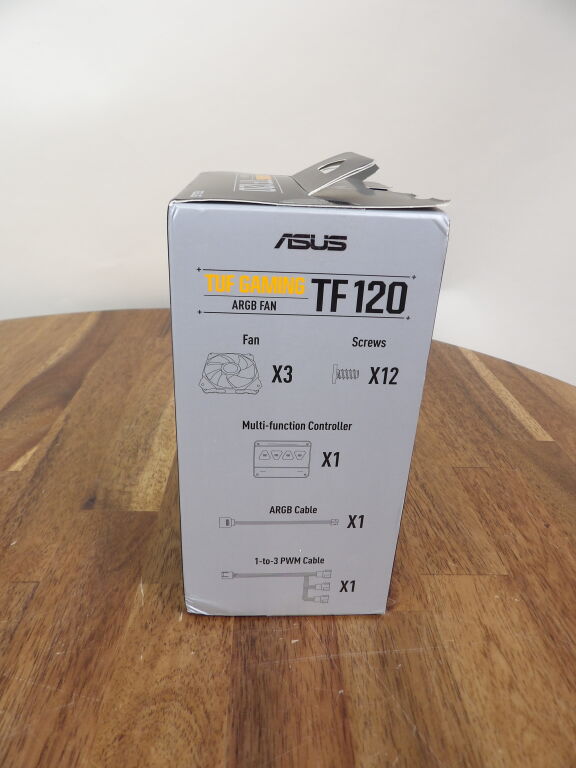 ASUS
TUF GAMING
ARGB FAN
TF 120
Fan
Screws
X3
X12
Multi-function Controller
X1
ARGB Cable
X1
1-to-3 PWM Cable
X1